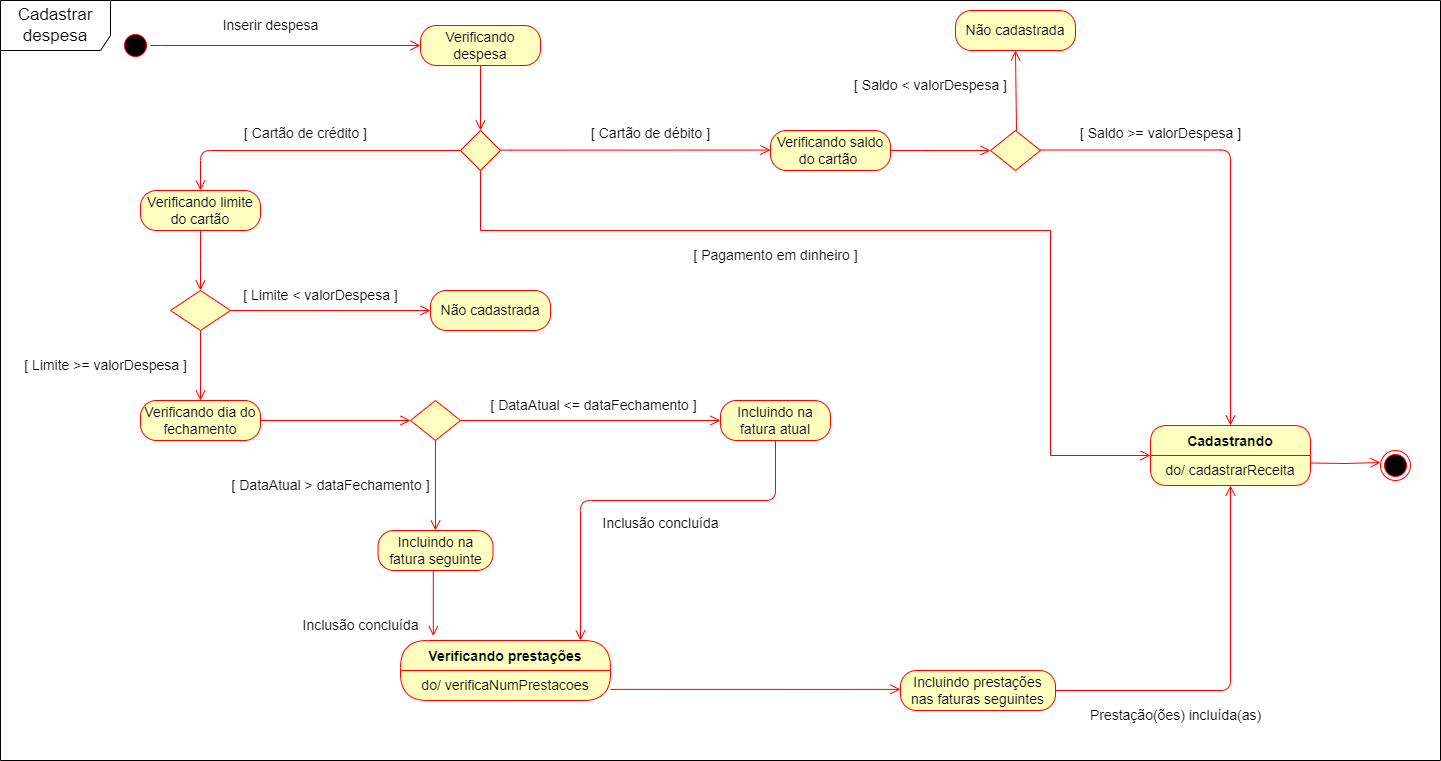 Cadastrar
despesa
Inserir despesa
Verificando
despesa
Não cadastrada
[ Saldo < valorDespesa ]
[ Cartão de crédito ]
[ Cartão de débito ]
Verificando saldo
do cartão
[ Saldo >= valorDespesa ]
Verificando limite
do cartão
[ Pagamento em dinheiro ]
[ Limite < valorDespesa ]
Não cadastrada
[ Limite >= valorDespesa ]
Verificando dia do
fechamento
[ DataAtual <= dataFechamento ]
Incluindo na
fatura atual
Cadastrando
do/ cadastrarReceita
[ DataAtual > dataFechamento ]
Inclusão concluída
Incluindo na
fatura seguinte
Inclusão concluída
Verificando prestações
do/ verificaNumPrestacoes
Incluindo prestações
nas faturas seguintes
Prestação(ões) incluída(as)